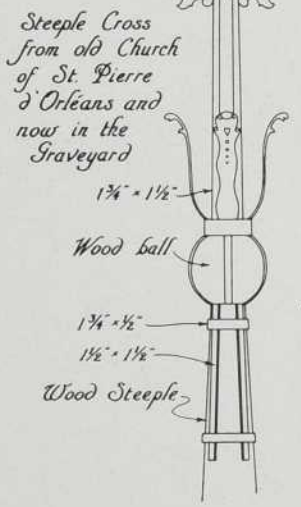 Steeple Cross
from old Church
of St. Pierre
d'Orléans and
now in the
Graveyard
1¾" × 1½"
Wood ball
1¾" × ½"
1½" × 1½"
Wood Steeple